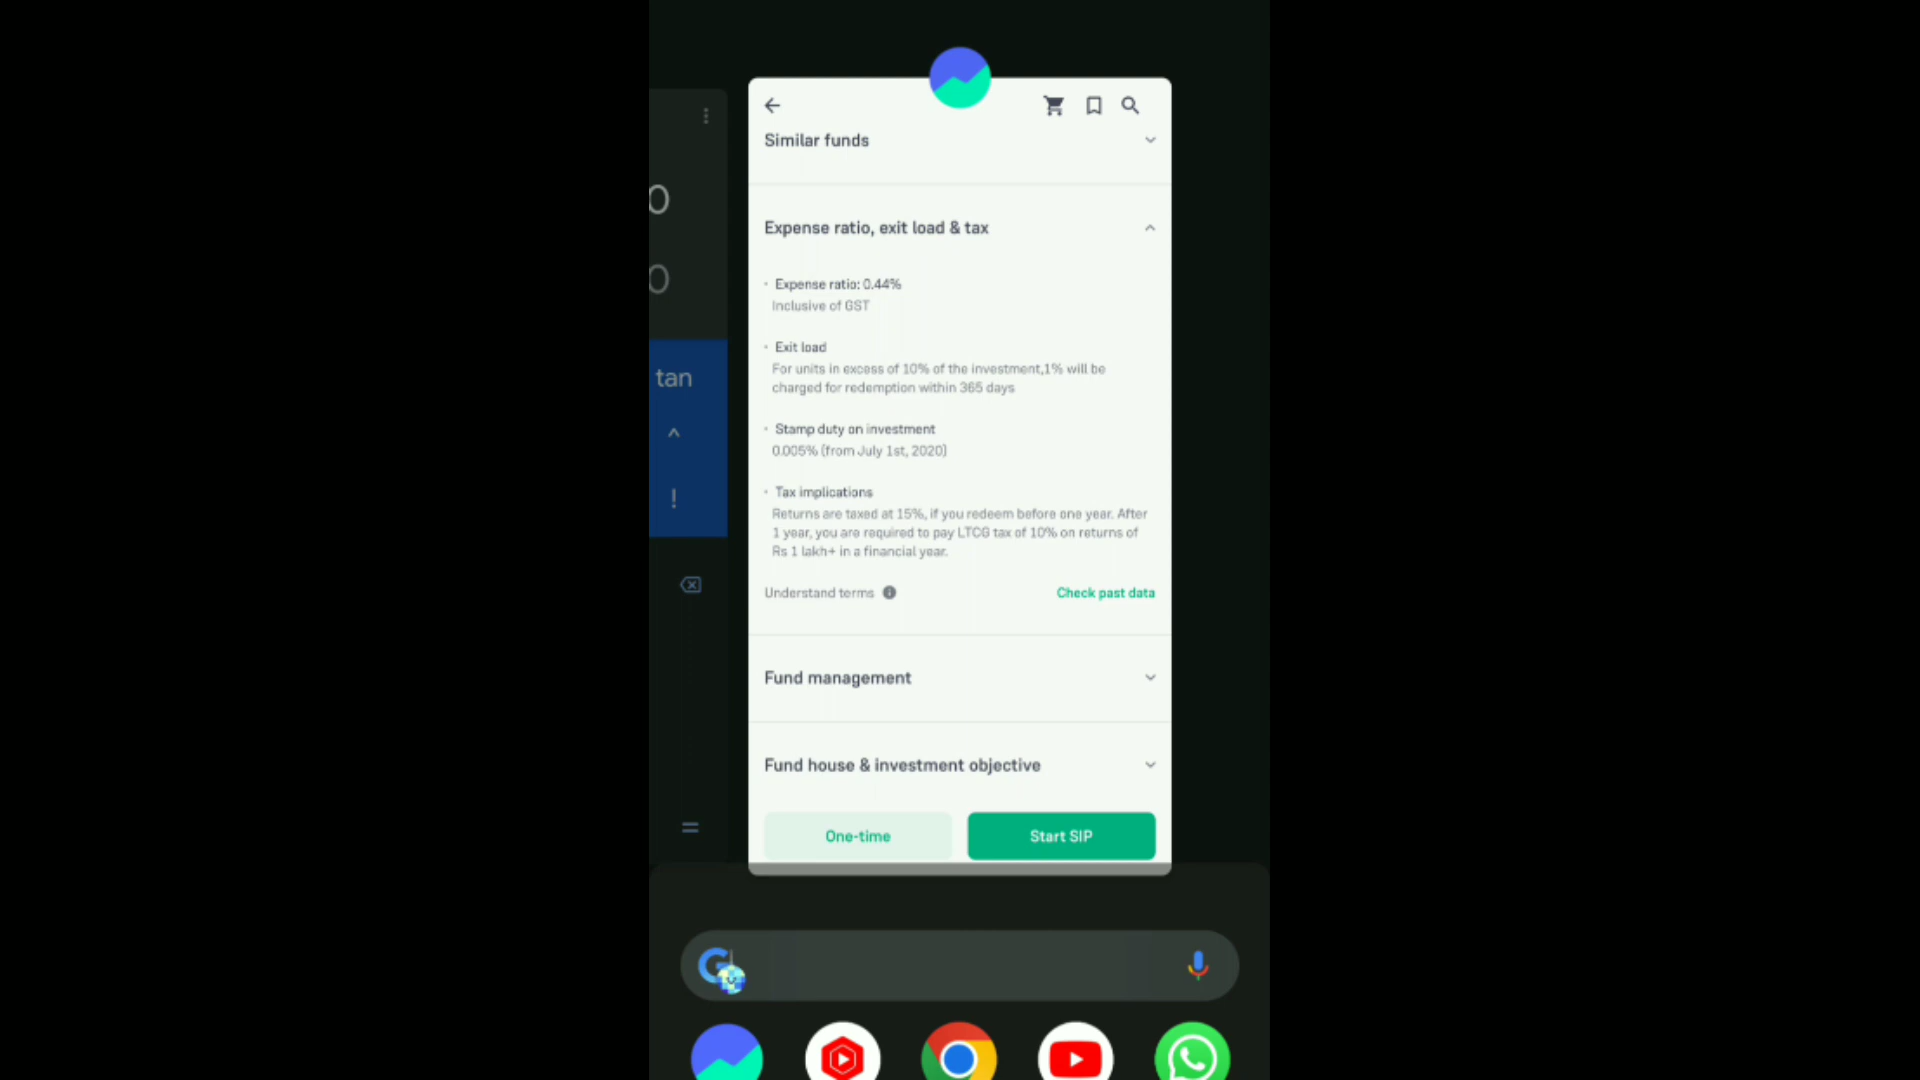 Similar funds
Expense ratio, exit load & tax
• Expense ratio: 0.44%
Inclusive of GST
• Exit load
For units in excess of 10% of the investment,1% will be
charged for redemption within 365 days
• Stamp duty on investment
0.005% (from July 1st, 2020)
• Tax implications
Returns are taxed at 15%, if you redeem before one year. After
1 year, you are required to pay LTCG tax of 10% on returns of
Rs 1 lakh+ in a financial year.
Understand terms
Check past data
Fund management
Fund house & investment objective
One-time
Start SIP
0
0
tan
^
!
=